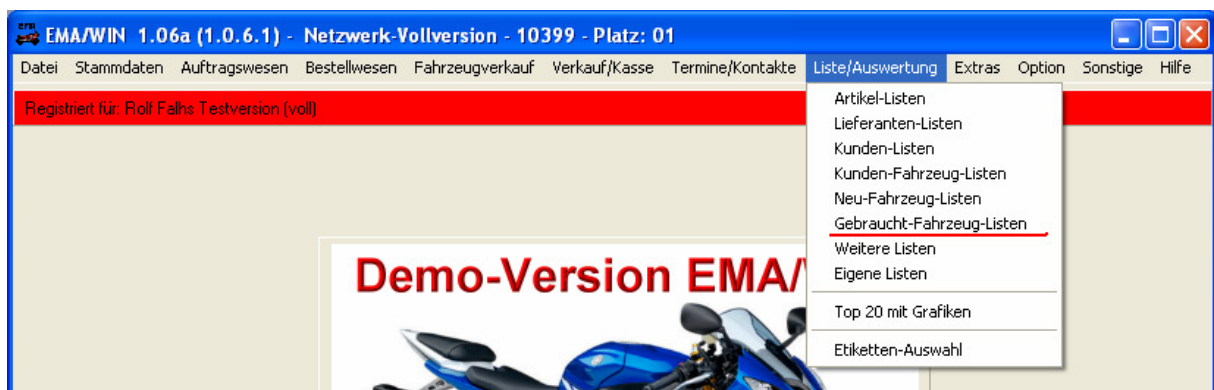 EMA/WIN 1.06a (1.0.6.1) - Netzwerk-Vollversion - 10399 - Platz: 01
Datei Stammdaten Auftragswesen Bestellwesen Fahrzeugverkauf Verkauf/Kasse Termine/Kontakte Liste/Auswertung Extras Option Sonstige Hilfe
Registriert für: Rolf Falhs Testversion (voll)
Artikel-Listen
Lieferanten-Listen
Kunden-Listen
Kunden-Fahrzeug-Listen
Neu-Fahrzeug-Listen
Gebraucht-Fahrzeug-Listen
Weitere Listen
Eigene Listen
Top 20 mit Grafiken
Etiketten-Auswahl
Demo-Version EMA/